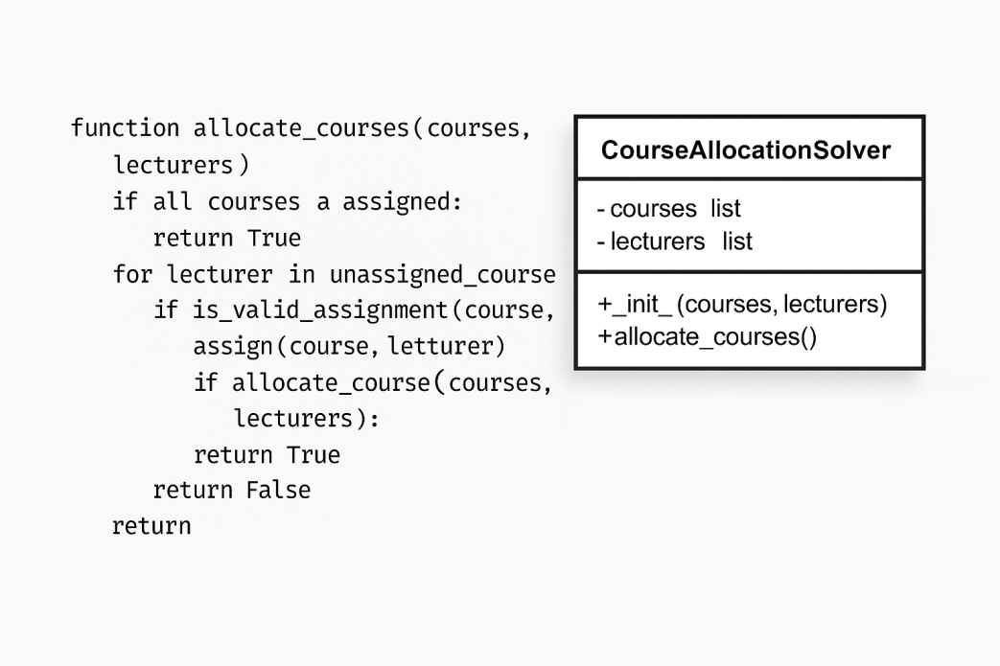 function allocate_courses(courses,
lecturers)
if all courses a assigned:
return True
for lecturer in unassigned_course
if is_valid_assignment(course,
assign(course, letturer)
if allocate_course(courses,
lecturers):
return True
return False
return
CourseAllocationSolver
- courses list
- lecturers list
+_init_(courses, lecturers)
+allocate_courses()